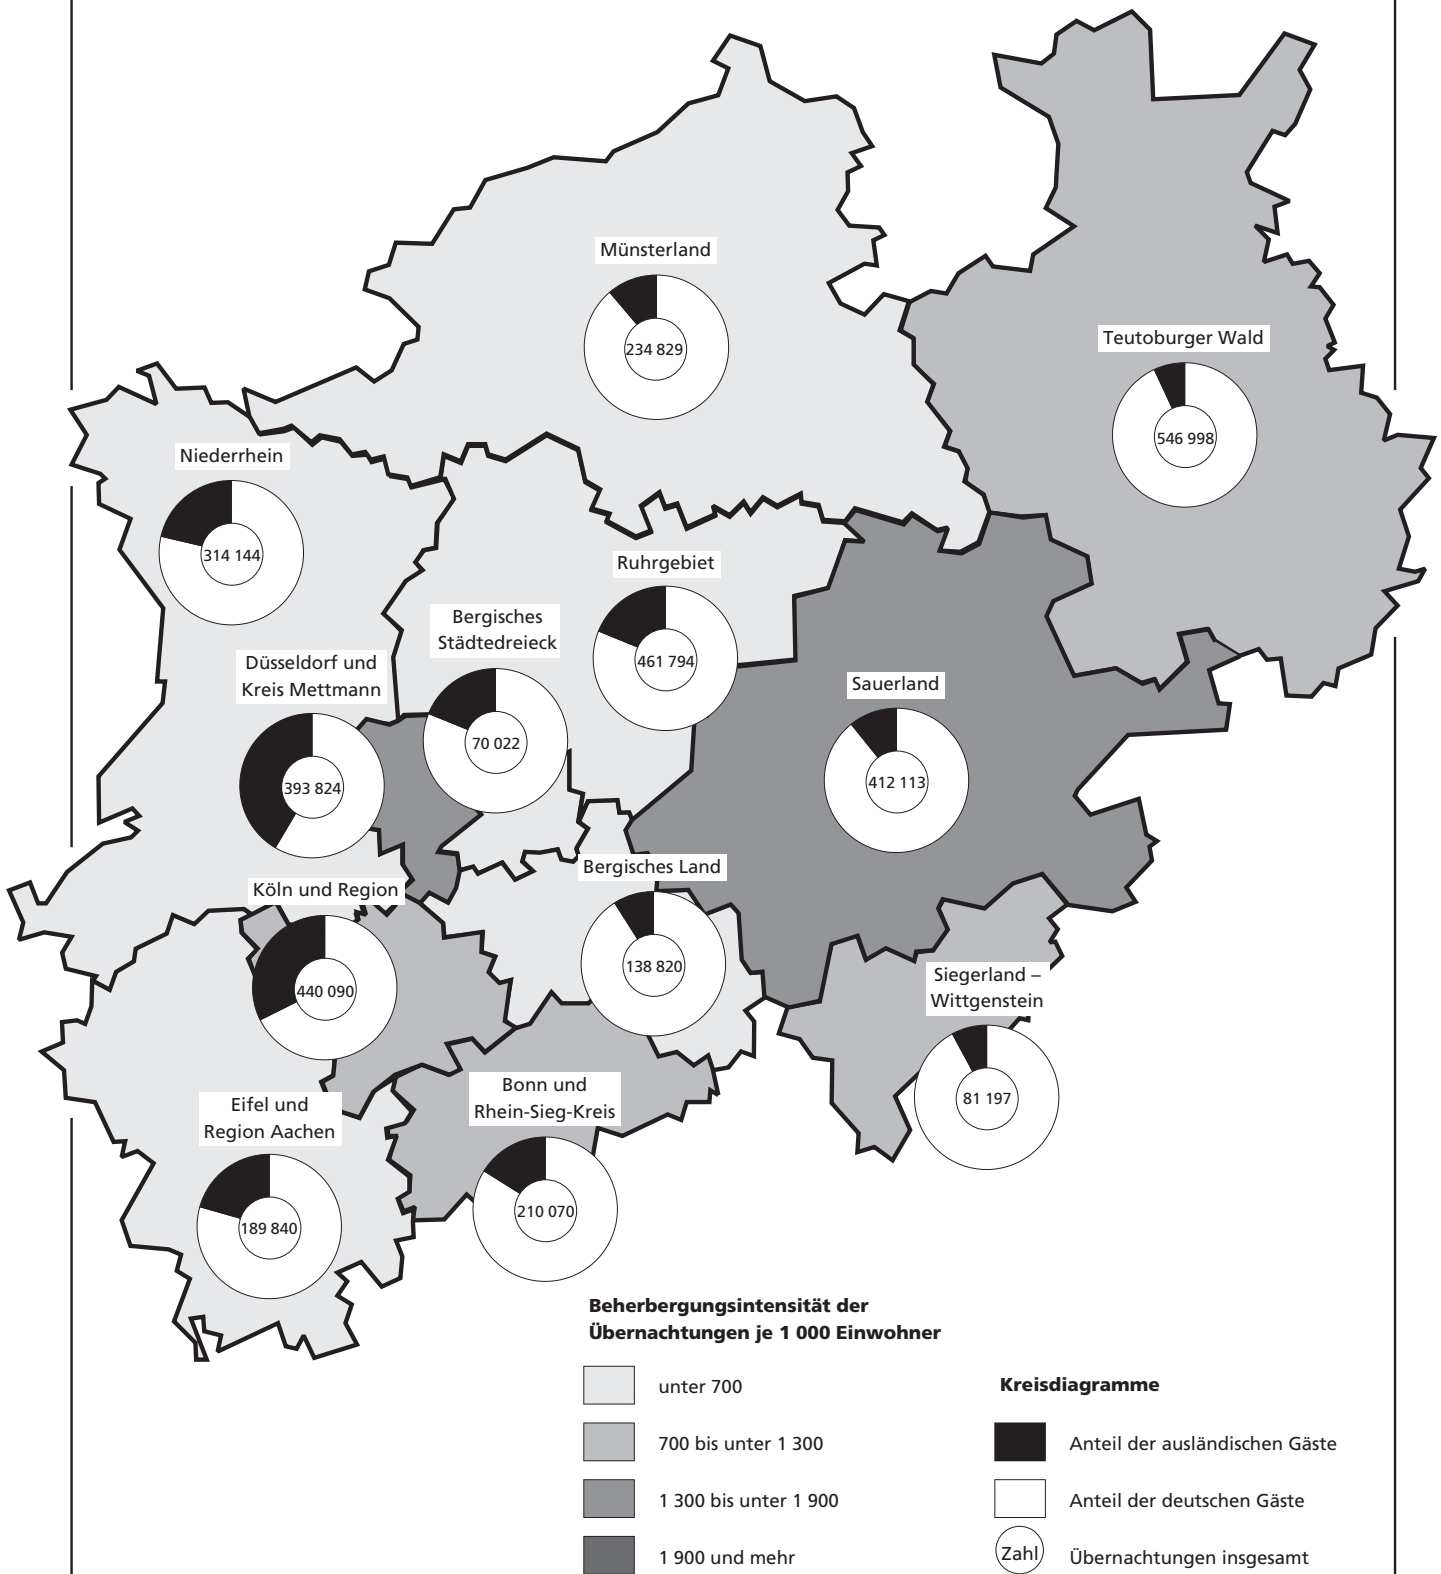 Münsterland
234 829
Teutoburger Wald
546 998
Niederrhein
314 144
Ruhrgebiet
461 794
Bergisches
Städtedreieck
70 022
Düsseldorf und
Kreis Mettmann
393 824
Sauerland
412 113
Bergisches Land
138 820
Köln und Region
440 090
Siegerland –
Wittgenstein
81 197
Bonn und
Rhein-Sieg-Kreis
210 070
Eifel und
Region Aachen
189 840
Beherbergungsintensität der
Übernachtungen je 1 000 Einwohner
unter 700
700 bis unter 1 300
1 300 bis unter 1 900
1 900 und mehr
Kreisdiagramme
Anteil der ausländischen Gäste
Anteil der deutschen Gäste
Zahl Übernachtungen insgesamt